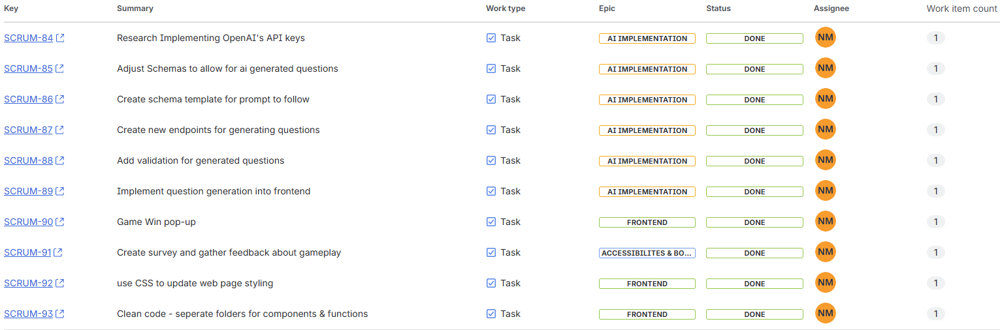 Key Summary Work type Epic Status Assignee Work item count
SCRUM-84 Research Implementing OpenAI's API keys Task AI IMPLEMENTATION DONE NM 1
SCRUM-85 Adjust Schemas to allow for ai generated questions Task AI IMPLEMENTATION DONE NM 1
SCRUM-86 Create schema template for prompt to follow Task AI IMPLEMENTATION DONE NM 1
SCRUM-87 Create new endpoints for generating questions Task AI IMPLEMENTATION DONE NM 1
SCRUM-88 Add validation for generated questions Task AI IMPLEMENTATION DONE NM 1
SCRUM-89 Implement question generation into frontend Task AI IMPLEMENTATION DONE NM 1
SCRUM-90 Game Win pop-up Task FRONTEND DONE NM 1
SCRUM-91 Create survey and gather feedback about gameplay Task ACCESSIBILITES & BO... DONE NM 1
SCRUM-92 use CSS to update web page styling Task FRONTEND DONE NM 1
SCRUM-93 Clean code - seperate folders for components & functions Task FRONTEND DONE NM 1